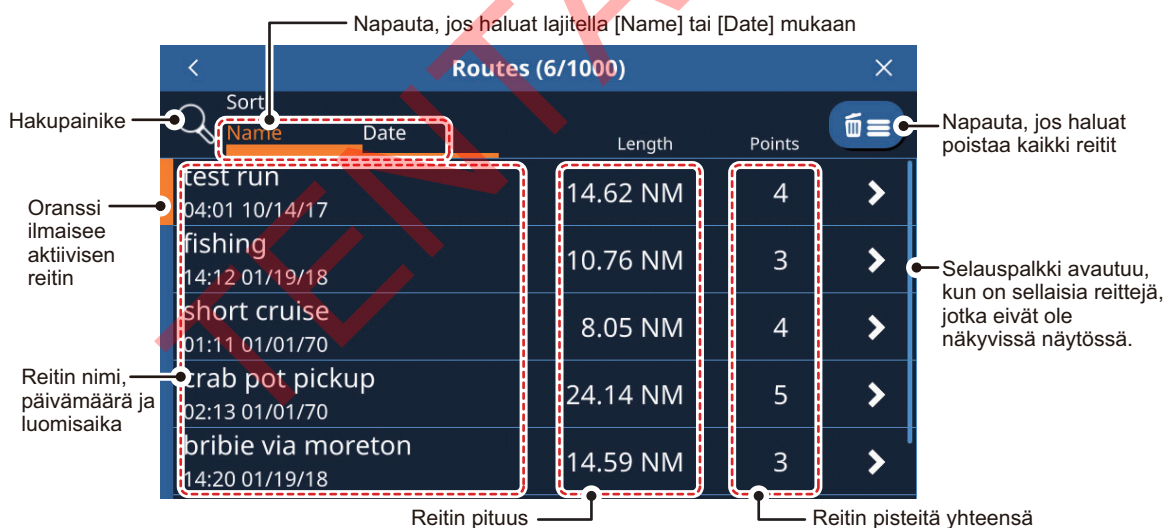 Napauta, jos haluat lajitella [Name] tai [Date] mukaan
Routes (6/1000)
Hakupainike
Sort
Name Date
Length Points
Napauta, jos haluat
poistaa kaikki reitit
Oranssi
ilmaisee
aktiivisen
reitin
test run
04:01 10/14/17
14.62 NM 4
fishing
14:12 01/19/18
10.76 NM 3
Selauspalkki avautuu,
kun on sellaisia reittejä,
jotka eivät ole
näkyvissä näytössä.
short cruise
01:11 01/01/70
8.05 NM 4
Reitin nimi,
päivämäärä ja
luomisaika
crab pot pickup
02:13 01/01/70
24.14 NM 5
bribie via moreton
14:20 01/19/18
14.59 NM 3
Reitin pituus
Reitin pisteitä yhteensä
TENTA